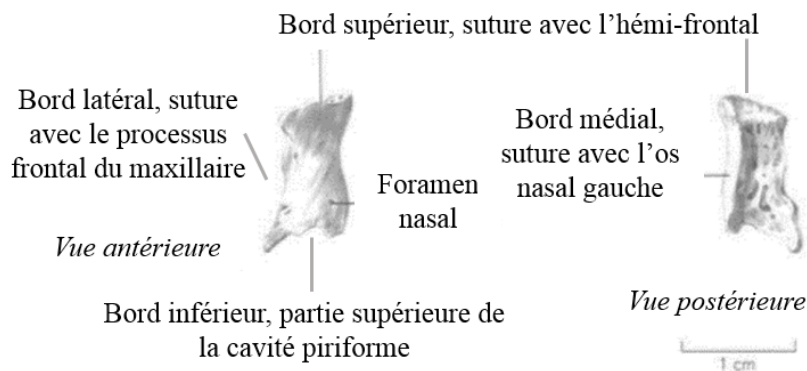 Bord supérieur, suture avec l’hémi-frontal
Bord latéral, suture
avec le processus
frontal du maxillaire
Bord médial,
suture avec l’os
nasal gauche
Foramen
nasal
Vue antérieure
Vue postérieure
Bord inférieur, partie supérieure de
la cavité piriforme
1 cm